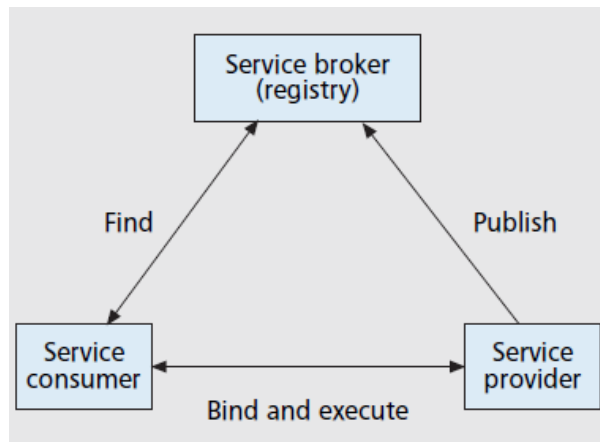 Service broker
(registry)
Find
Publish
Service
consumer
Service
provider
Bind and execute